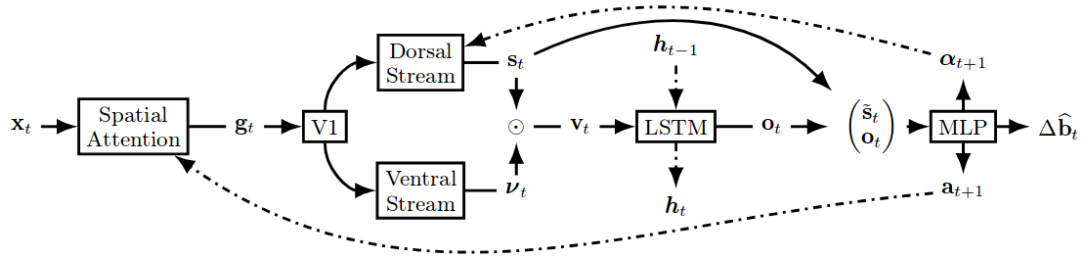 Dorsal
Stream
s_t
h_{t−1}
α_{t+1}
x_t
Spatial
Attention
g_t
V1
⊙
v_t
LSTM
o_t
( s̃_t
o_t )
MLP
Δb̂_t
Ventral
Stream
ν_t
h_t
a_{t+1}